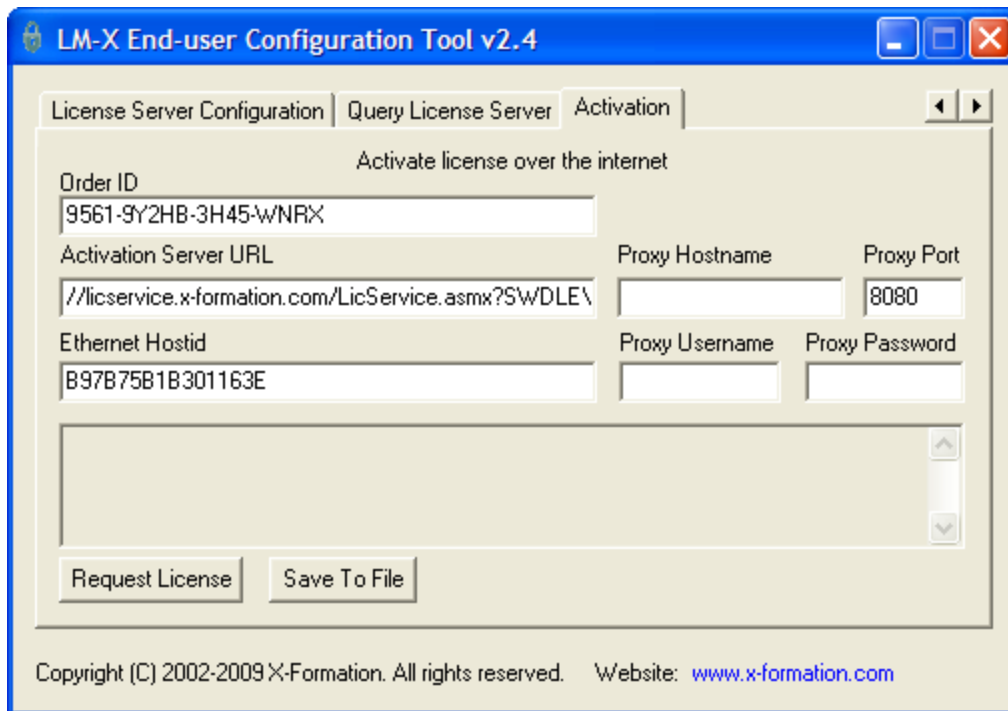 LM-X End-user Configuration Tool v2.4
License Server Configuration Query License Server Activation
Activate license over the internet
Order ID
9561-9Y2HB-3H45-WNRX
Activation Server URL Proxy Hostname Proxy Port
//licservice.x-formation.com/LicService.asmx?SWDLE\ 8080
Ethernet Hostid Proxy Username Proxy Password
B97B75B1B301163E
Request License Save To File
Copyright (C) 2002-2009 X-Formation. All rights reserved. Website: www.x-formation.com